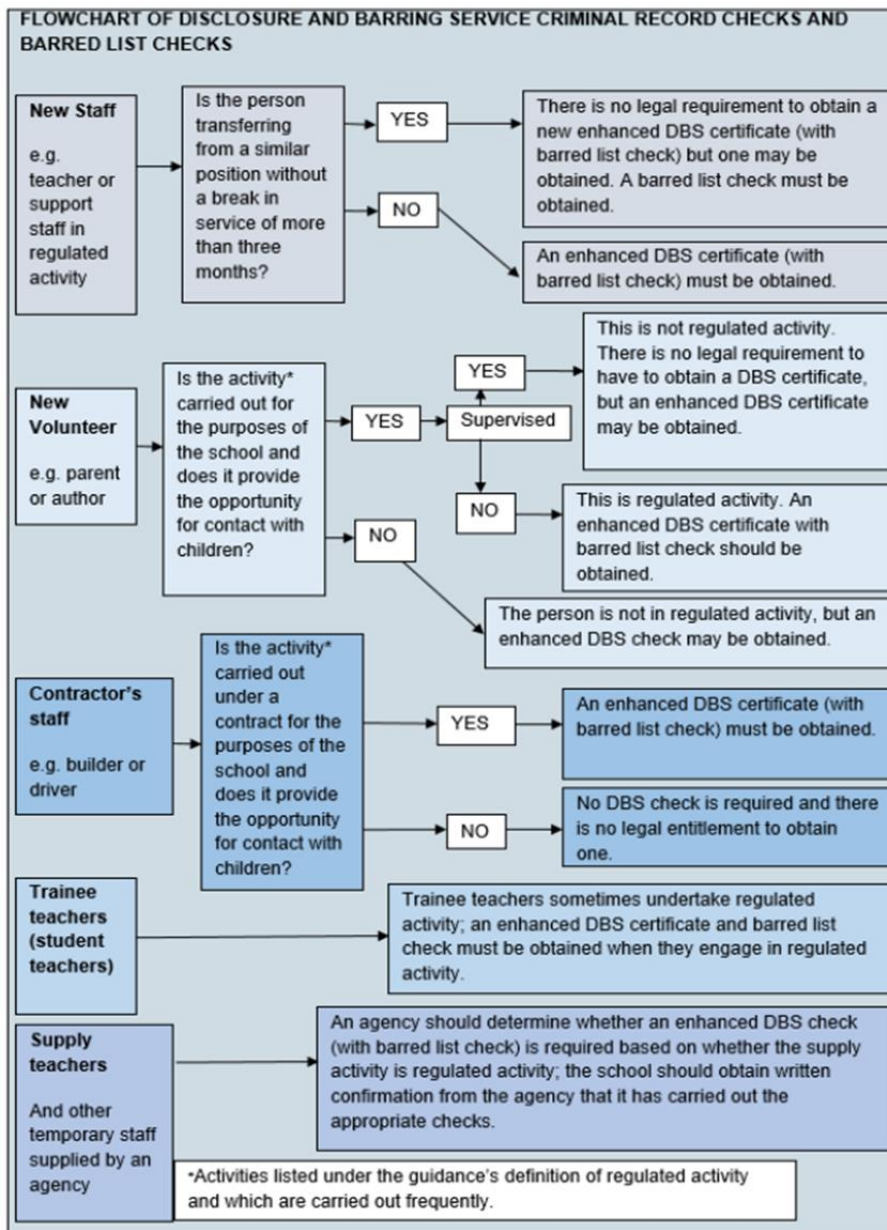 FLOWCHART OF DISCLOSURE AND BARRING SERVICE CRIMINAL RECORD CHECKS AND
BARRED LIST CHECKS
New Staff
e.g.
teacher or
support
staff in
regulated
activity
Is the person
transferring
from a similar
position without
a break in
service of more
than three
months?
YES
There is no legal requirement to obtain a
new enhanced DBS certificate (with
barred list check) but one may be
obtained. A barred list check must be
obtained.
NO
An enhanced DBS certificate (with
barred list check) must be obtained.
New
Volunteer
e.g. parent
or author
Is the activity*
carried out for
the purposes of
the school and
does it provide
the opportunity
for contact with
children?
YES
Supervised
YES
This is not regulated activity.
There is no legal requirement to
have to obtain a DBS certificate,
but an enhanced DBS certificate
may be obtained.
NO
This is regulated activity. An
enhanced DBS certificate with
barred list check should be
obtained.
NO
The person is not in regulated activity, but an
enhanced DBS check may be obtained.
Contractor's
staff
e.g. builder or
driver
Is the activity*
carried out
under a
contract for the
purposes of the
school and
does it provide
the opportunity
for contact with
children?
YES
An enhanced DBS certificate (with
barred list check) must be obtained.
NO
No DBS check is required and there
is no legal entitlement to obtain
one.
Trainee
teachers
(student
teachers)
Trainee teachers sometimes undertake regulated
activity; an enhanced DBS certificate and barred list
check must be obtained when they engage in regulated
activity.
Supply
teachers
And other
temporary staff
supplied by an
agency
An agency should determine whether an enhanced DBS check
(with barred list check) is required based on whether the supply
activity is regulated activity; the school should obtain written
confirmation from the agency that it has carried out the
appropriate checks.
*Activities listed under the guidance's definition of regulated activity
and which are carried out frequently.